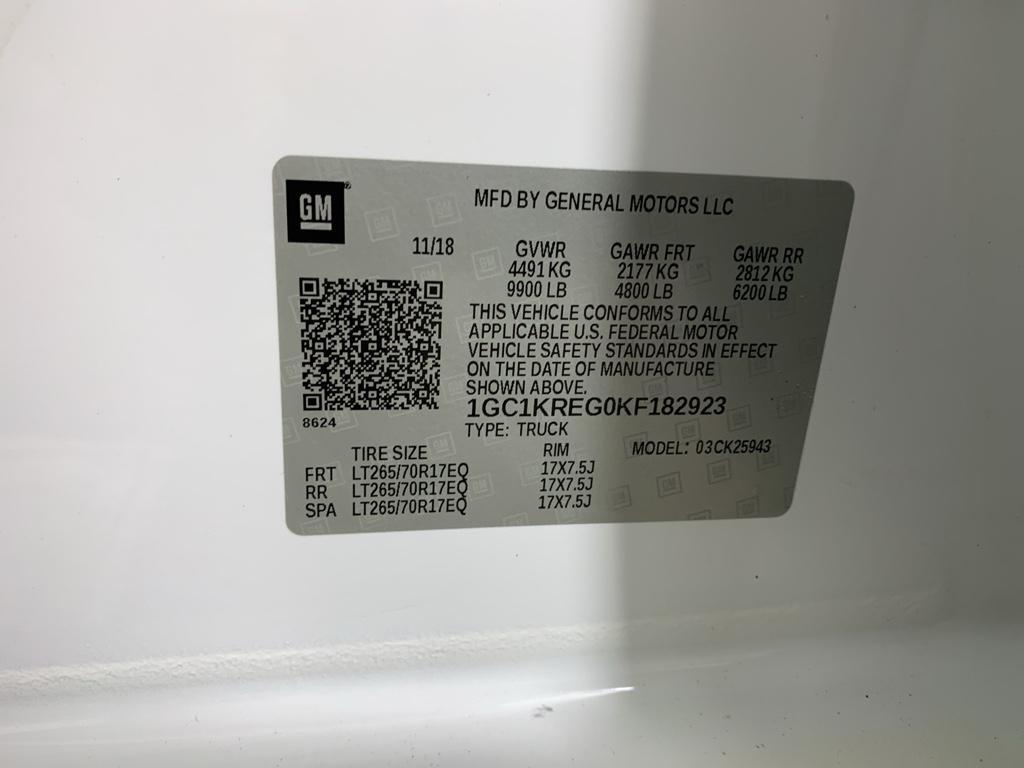 GM
MFD BY GENERAL MOTORS LLC
11/18 GVWR GAWR FRT GAWR RR
4491 KG 2177 KG 2812 KG
9900 LB 4800 LB 6200 LB
THIS VEHICLE CONFORMS TO ALL
APPLICABLE U.S. FEDERAL MOTOR
VEHICLE SAFETY STANDARDS IN EFFECT
ON THE DATE OF MANUFACTURE
SHOWN ABOVE.
1GC1KREG0KF182923
8624
TYPE: TRUCK
TIRE SIZE RIM MODEL: 03CK25943
FRT LT265/70R17EQ 17X7.5J
RR LT265/70R17EQ 17X7.5J
SPA LT265/70R17EQ 17X7.5J